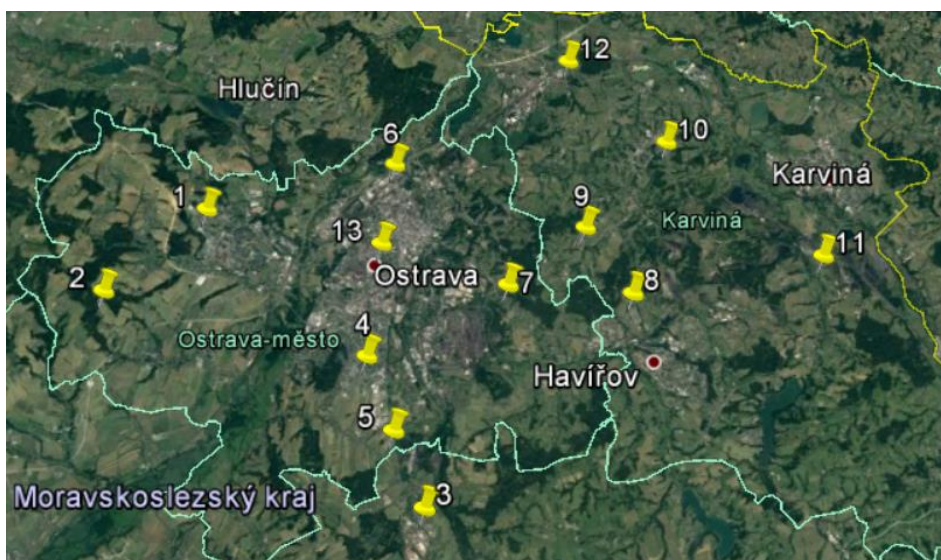 12
Hlučín
6
10
Karviná
1
9
Karviná
13
11
2
Ostrava
7
8
4
Ostrava-město
Havířov
5
Moravskoslezský kraj
3